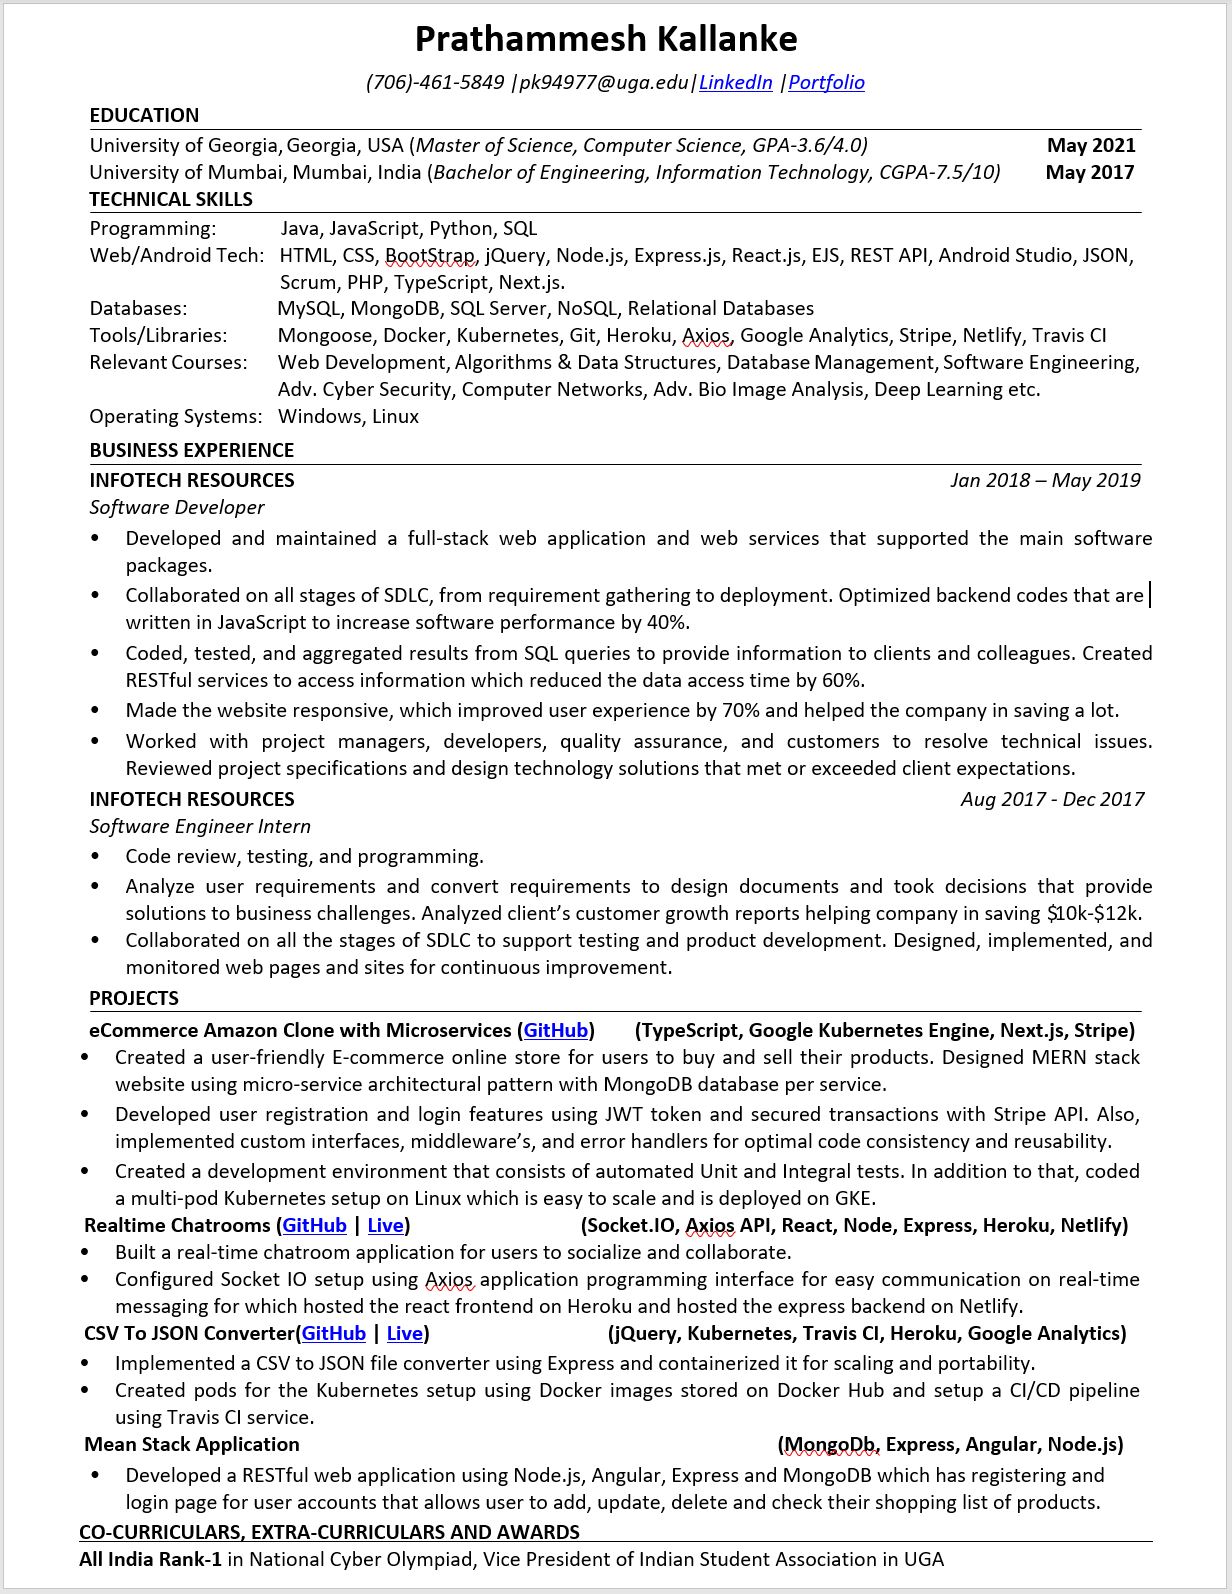 Prathammesh Kallanke
(706)-461-5849 |pk94977@uga.edu|LinkedIn |Portfolio
EDUCATION
University of Georgia, Georgia, USA (Master of Science, Computer Science, GPA-3.6/4.0) May 2021
University of Mumbai, Mumbai, India (Bachelor of Engineering, Information Technology, CGPA-7.5/10) May 2017
TECHNICAL SKILLS
Programming: Java, JavaScript, Python, SQL
Web/Android Tech: HTML, CSS, BootStrap, jQuery, Node.js, Express.js, React.js, EJS, REST API, Android Studio, JSON,
Scrum, PHP, TypeScript, Next.js.
Databases: MySQL, MongoDB, SQL Server, NoSQL, Relational Databases
Tools/Libraries: Mongoose, Docker, Kubernetes, Git, Heroku, Axios, Google Analytics, Stripe, Netlify, Travis CI
Relevant Courses: Web Development, Algorithms & Data Structures, Database Management, Software Engineering,
Adv. Cyber Security, Computer Networks, Adv. Bio Image Analysis, Deep Learning etc.
Operating Systems: Windows, Linux
BUSINESS EXPERIENCE
INFOTECH RESOURCES Jan 2018 – May 2019
Software Developer
• Developed and maintained a full-stack web application and web services that supported the main software
packages.
• Collaborated on all stages of SDLC, from requirement gathering to deployment. Optimized backend codes that are
written in JavaScript to increase software performance by 40%.
• Coded, tested, and aggregated results from SQL queries to provide information to clients and colleagues. Created
RESTful services to access information which reduced the data access time by 60%.
• Made the website responsive, which improved user experience by 70% and helped the company in saving a lot.
• Worked with project managers, developers, quality assurance, and customers to resolve technical issues.
Reviewed project specifications and design technology solutions that met or exceeded client expectations.
INFOTECH RESOURCES Aug 2017 - Dec 2017
Software Engineer Intern
• Code review, testing, and programming.
• Analyze user requirements and convert requirements to design documents and took decisions that provide
solutions to business challenges. Analyzed client’s customer growth reports helping company in saving $10k-$12k.
• Collaborated on all the stages of SDLC to support testing and product development. Designed, implemented, and
monitored web pages and sites for continuous improvement.
PROJECTS
eCommerce Amazon Clone with Microservices (GitHub) (TypeScript, Google Kubernetes Engine, Next.js, Stripe)
• Created a user-friendly E-commerce online store for users to buy and sell their products. Designed MERN stack
website using micro-service architectural pattern with MongoDB database per service.
• Developed user registration and login features using JWT token and secured transactions with Stripe API. Also,
implemented custom interfaces, middleware’s, and error handlers for optimal code consistency and reusability.
• Created a development environment that consists of automated Unit and Integral tests. In addition to that, coded
a multi-pod Kubernetes setup on Linux which is easy to scale and is deployed on GKE.
Realtime Chatrooms (GitHub | Live) (Socket.IO, Axios API, React, Node, Express, Heroku, Netlify)
• Built a real-time chatroom application for users to socialize and collaborate.
• Configured Socket IO setup using Axios application programming interface for easy communication on real-time
messaging for which hosted the react frontend on Heroku and hosted the express backend on Netlify.
CSV To JSON Converter(GitHub | Live) (jQuery, Kubernetes, Travis CI, Heroku, Google Analytics)
• Implemented a CSV to JSON file converter using Express and containerized it for scaling and portability.
• Created pods for the Kubernetes setup using Docker images stored on Docker Hub and setup a CI/CD pipeline
using Travis CI service.
Mean Stack Application (MongoDb, Express, Angular, Node.js)
• Developed a RESTful web application using Node.js, Angular, Express and MongoDB which has registering and
login page for user accounts that allows user to add, update, delete and check their shopping list of products.
CO-CURRICULARS, EXTRA-CURRICULARS AND AWARDS
All India Rank-1 in National Cyber Olympiad, Vice President of Indian Student Association in UGA